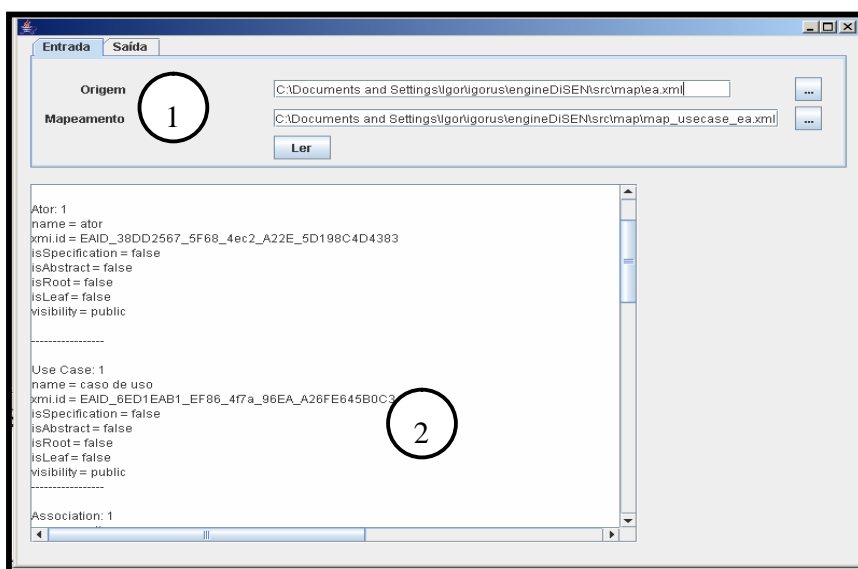 Entrada Saída
Origem C:\Documents and Settings\Igor\igorus\engineDiSEN\src\map\ea.xml ...
1
Mapeamento C:\Documents and Settings\Igor\igorus\engineDiSEN\src\map\map_usecase_ea.xml ...
Ler
Ator: 1
name = ator
xmi.id = EAID_38DD2567_5F68_4ec2_A22E_5D198C4D4383
isSpecification = false
isAbstract = false
isRoot = false
isLeaf = false
visibility = public
----------------
Use Case: 1
name = caso de uso
xmi.id = EAID_6ED1EAB1_EF86_4f7a_96EA_A26FE645B0C3
isSpecification = false
isAbstract = false
2
isRoot = false
isLeaf = false
visibility = public
----------------
Association: 1